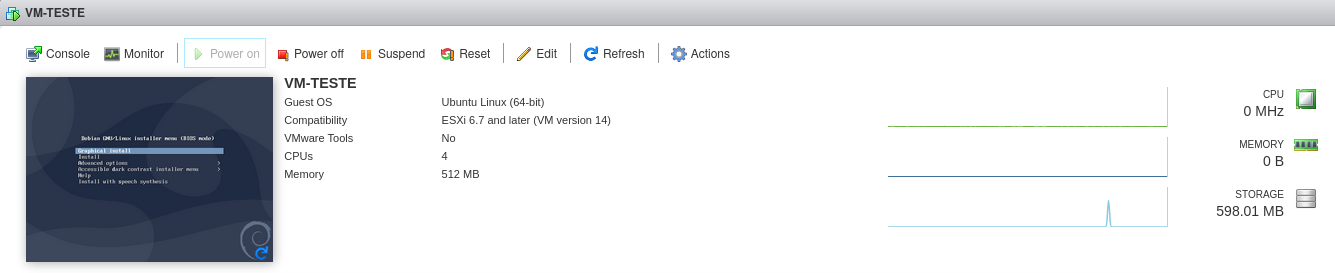 VM-TESTE
Console Monitor Power on Power off Suspend Reset Edit Refresh Actions
Debian GNU/Linux installer menu (BIOS mode)
Graphical install
Install
Advanced options >
Accessible dark contrast installer menu >
Help
Install with speech synthesis
VM-TESTE
Guest OS Ubuntu Linux (64-bit)
Compatibility ESXi 6.7 and later (VM version 14)
VMware Tools No
CPUs 4
Memory 512 MB
CPU
0 MHz
MEMORY
0 B
STORAGE
598.01 MB